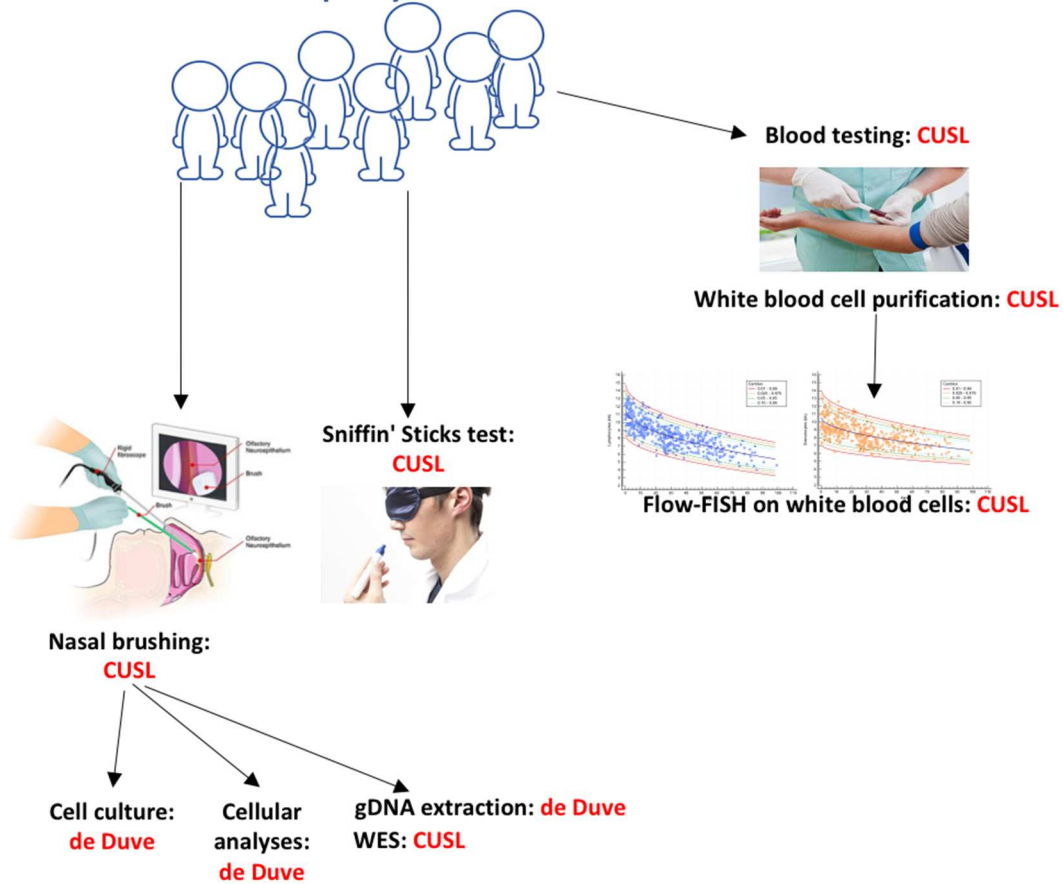 Blood testing: CUSL
White blood cell purification: CUSL
Flow-FISH on white blood cells: CUSL
Sniffin' Sticks test:
CUSL
Rigid
fibroscope
Olfactory
Neuroepithelium
Brush
Brush
Olfactory
Neuroepithelium
Nasal brushing:
CUSL
Cell culture:
de Duve
Cellular
analyses:
de Duve
gDNA extraction: de Duve
WES: CUSL